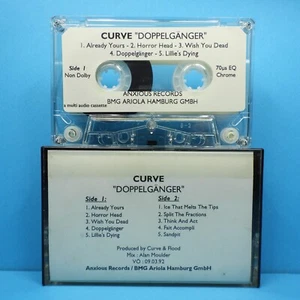 CURVE "DOPPELGÄNGER"
1. Already Yours - 2. Horror Head - 3. Wish You Dead
4. Doppelgänger - 5. Lillie's Dying
Side 1
Non Dolby
70µs EQ
Chrome
ANXIOUS RECORDS
BMG ARIOLA HAMBURG GMBH
a multi audio cassette
CURVE
"DOPPELGÄNGER"
Side 1:
1. Already Yours
2. Horror Head
3. Wish You Dead
4. Doppelgänger
5. Lillie's Dying
Side 2:
1. Ice That Melts The Tips
2. Split The Fractions
3. Think And Act
4. Fait Accompli
5. Sandpit
Produced by Curve & Flood
Mix : Alan Moulder
VÖ : 09.03.92
Anxious Records / BMG Ariola Hamburg GmbH